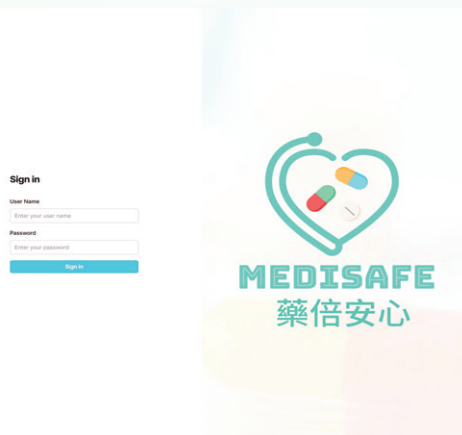 Sign in
User Name
Enter your user name
Password
Enter your password
Sign in
MEDISAFE
藥倍安心